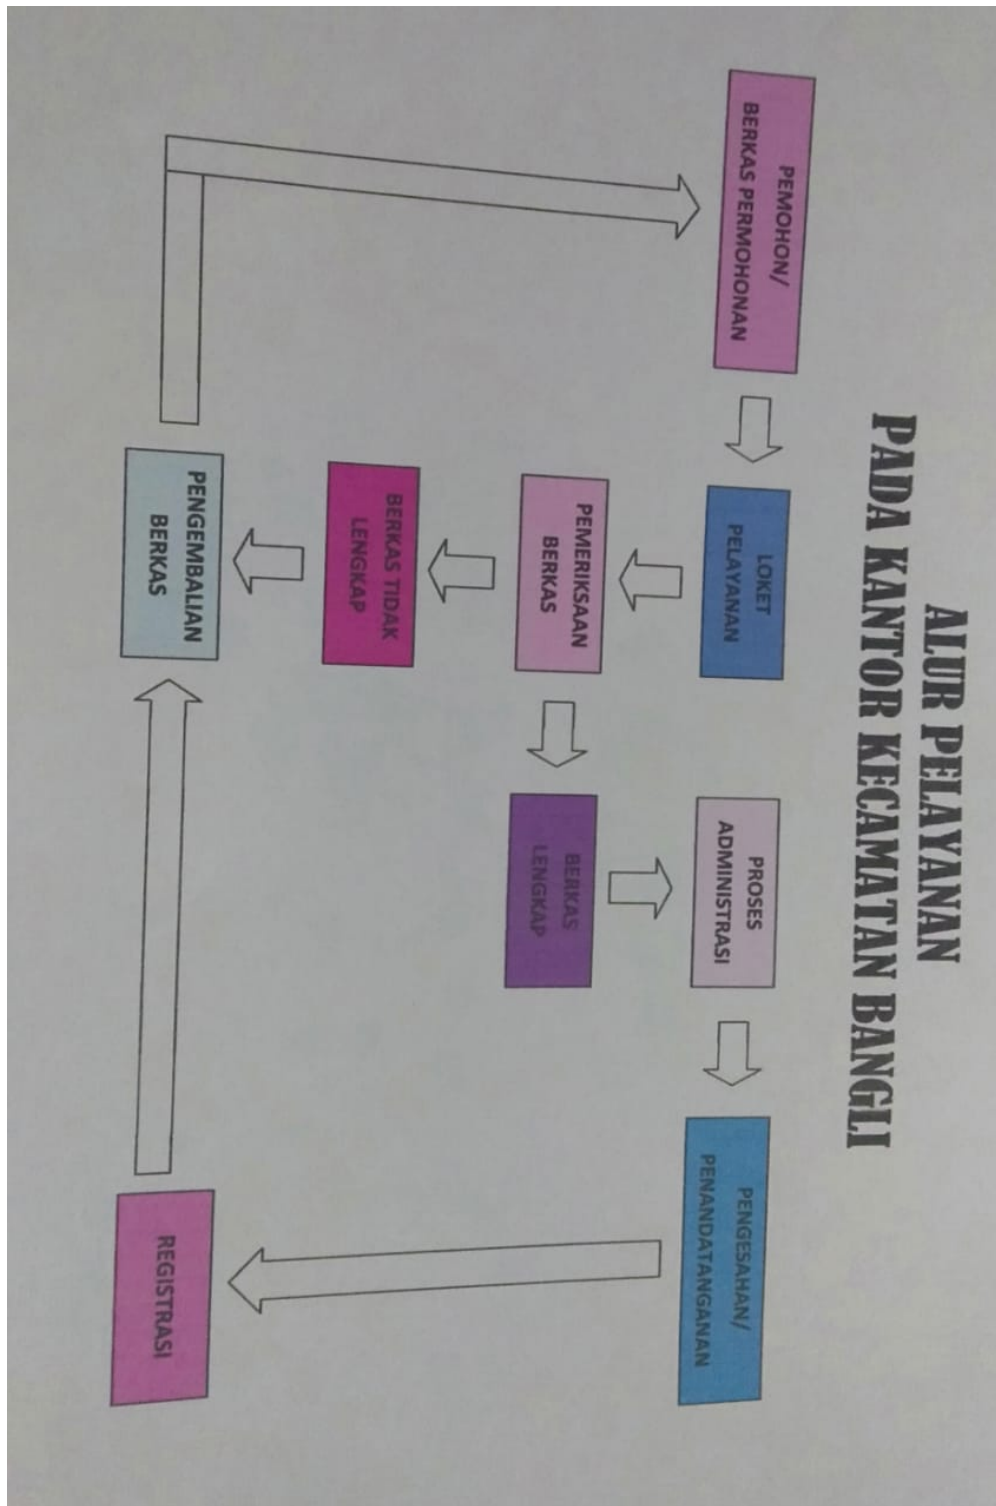 ALUR PELAYANAN
PADA KANTOR KECAMATAN BANGLI
PEMOHON/
BERKAS PERMOHONAN
LOKET
PELAYANAN
PROSES
ADMINISTRASI
PENGESAHAN/
PENANDATANGANAN
PEMERIKSAAN
BERKAS
BERKAS
LENGKAP
BERKAS TIDAK
LENGKAP
PENGEMBALIAN
BERKAS
REGISTRASI